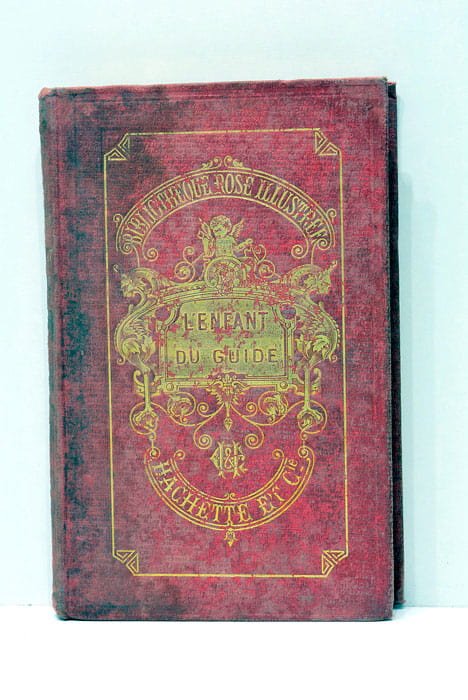 BIBLIOTHÈQUE ROSE ILLUSTRÉE
L'ENFANT
DU GUIDE
HACHETTE ET Cie